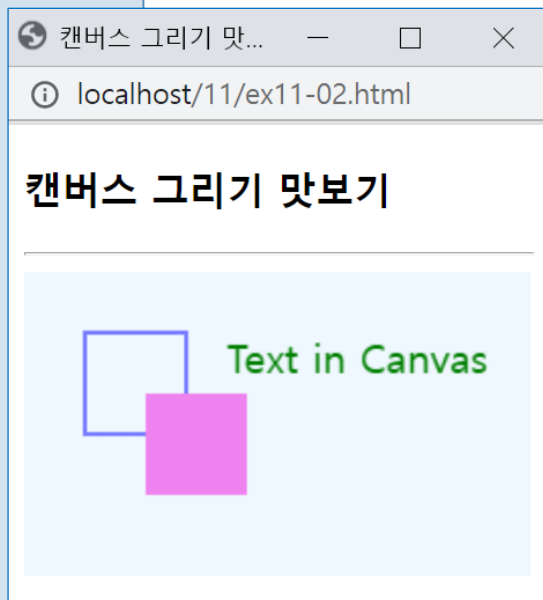 캔버스 그리기 맛...
localhost/11/ex11-02.html
캔버스 그리기 맛보기
Text in Canvas